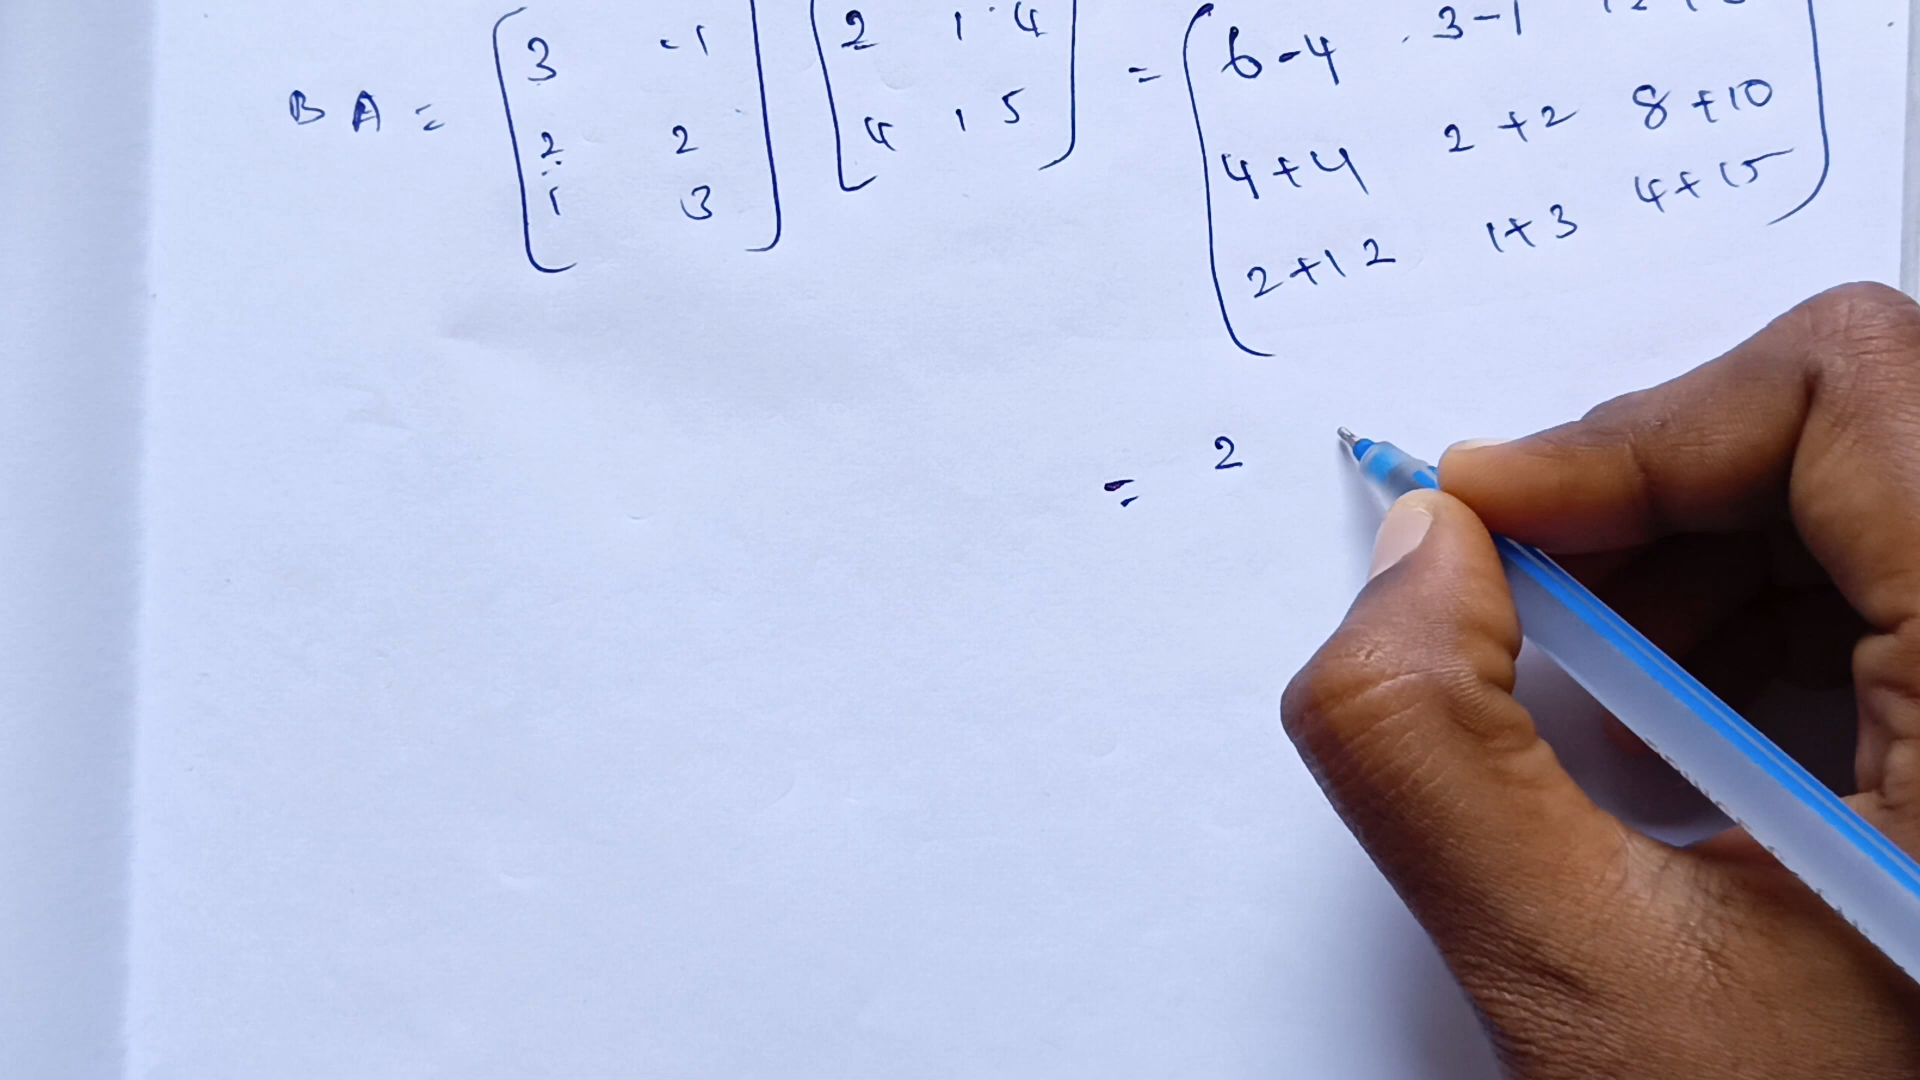 3 -1 2 1 4 6-4 3-1
B A = =
2 2 4 1 5 4+4 2+2 8+10
1 3 2+12 1+3 4+15
= 2